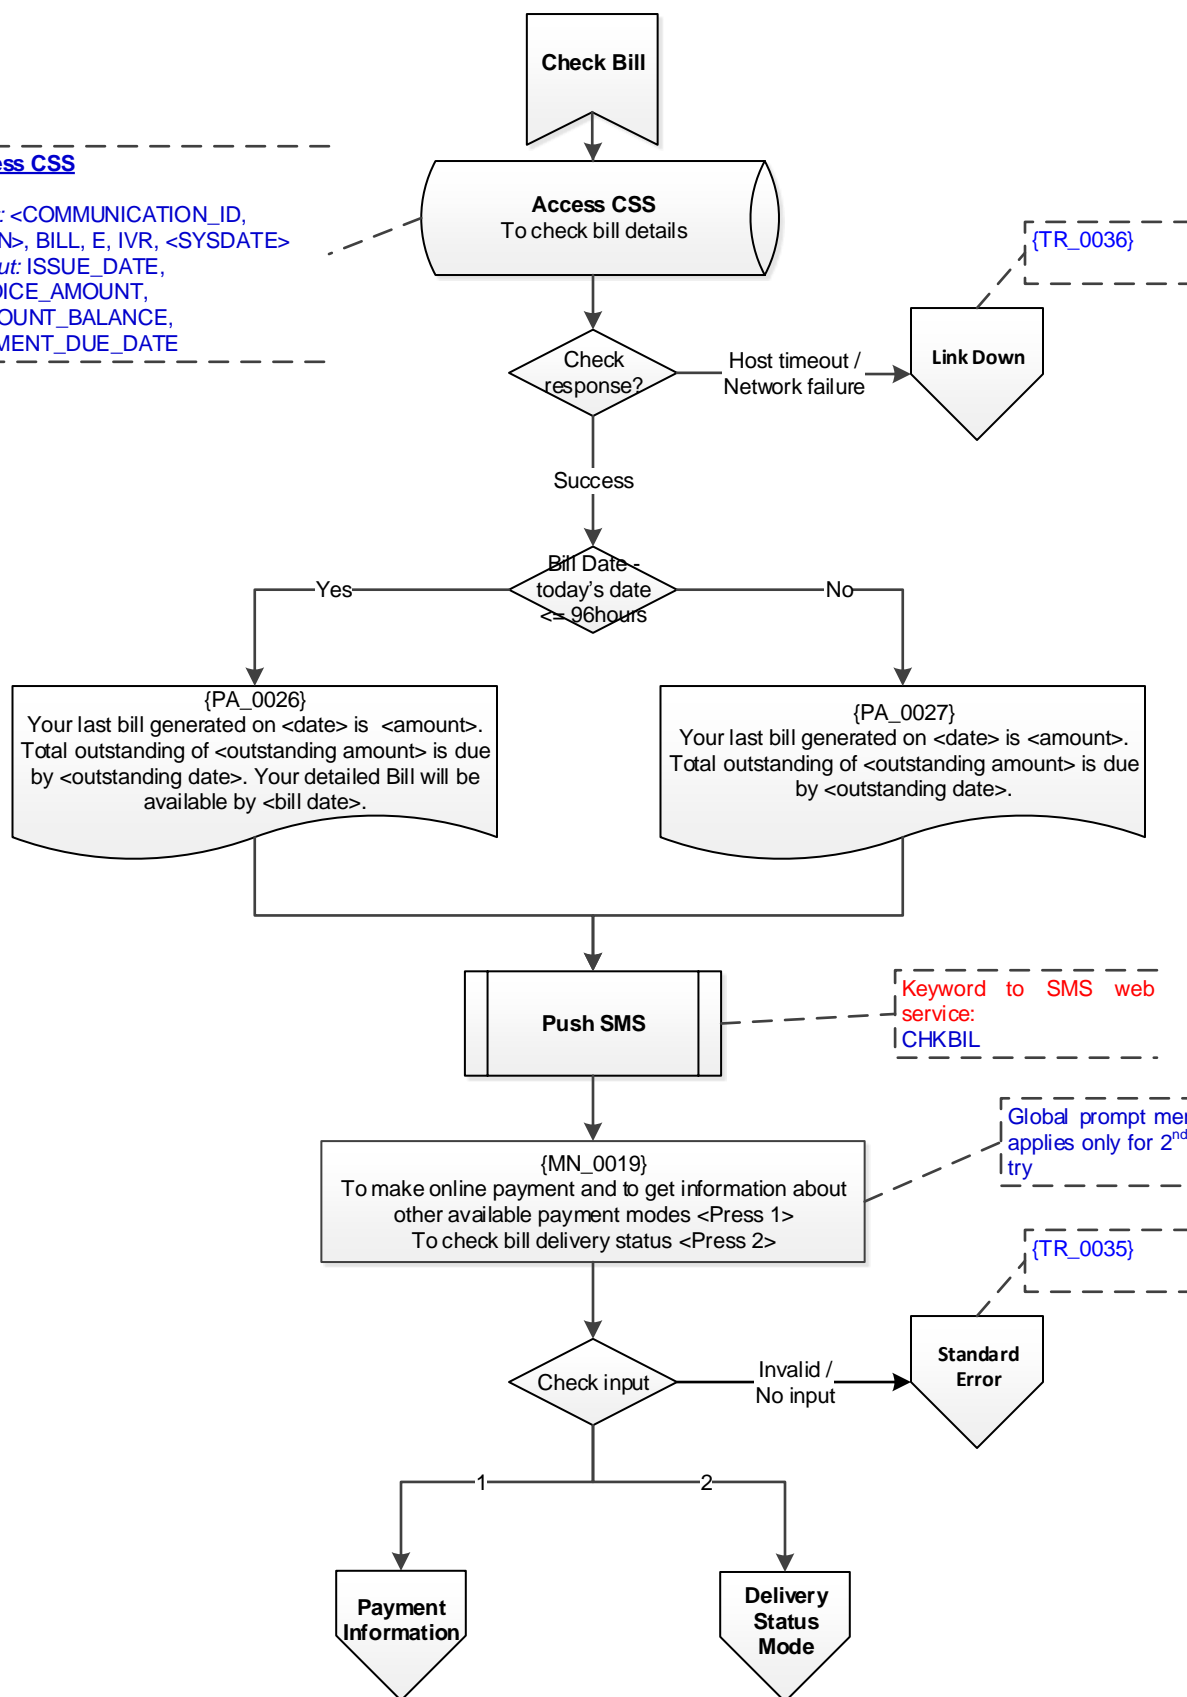 Check Bill
CSS
<COMMUNICATION_ID,
BILL, E, IVR, <SYSDATE>
ISSUE_DATE,
Access CSS
To check bill details
{TR_0036}
Link Down
Check
response?
Host timeout /
Network failure
Success
Bill Date -
today's date
<= 96hours
Yes
No
{PA_0026}
Your last bill generated on <date> is <amount>.
Total outstanding of <outstanding amount> is due
by <outstanding date>. Your detailed Bill will be
available by <bill date>.
{PA_0027}
Your last bill generated on <date> is <amount>.
Total outstanding of <outstanding amount> is due
by <outstanding date>.
Push SMS
Keyword to SMS web
service:
CHKBIL
{MN_0019}
To make online payment and to get information about
other available payment modes <Press 1>
To check bill delivery status <Press 2>
Global prompt
applies only for 2nd
try
{TR_0035}
Standard
Error
Check input
Invalid /
No input
1
2
Payment
Information
Delivery
Status
Mode